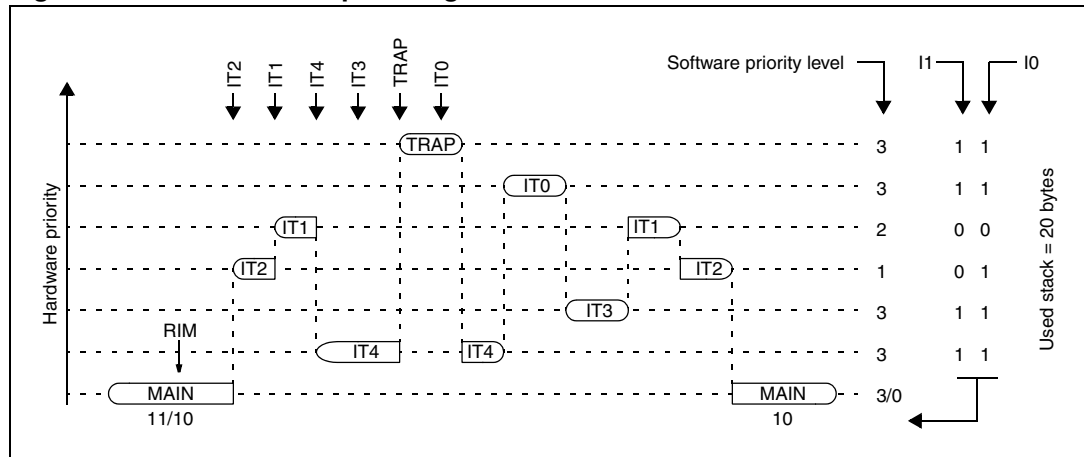 IT2
IT1
IT4
IT3
TRAP
IT0
Software priority level
I1
I0
TRAP
3
1 1
IT0
3
1 1
IT1
IT1
2
0 0
IT2
IT2
1
0 1
IT3
3
1 1
RIM
IT4
IT4
3
1 1
MAIN
MAIN
3/0
11/10
10
Hardware priority
Used stack = 20 bytes